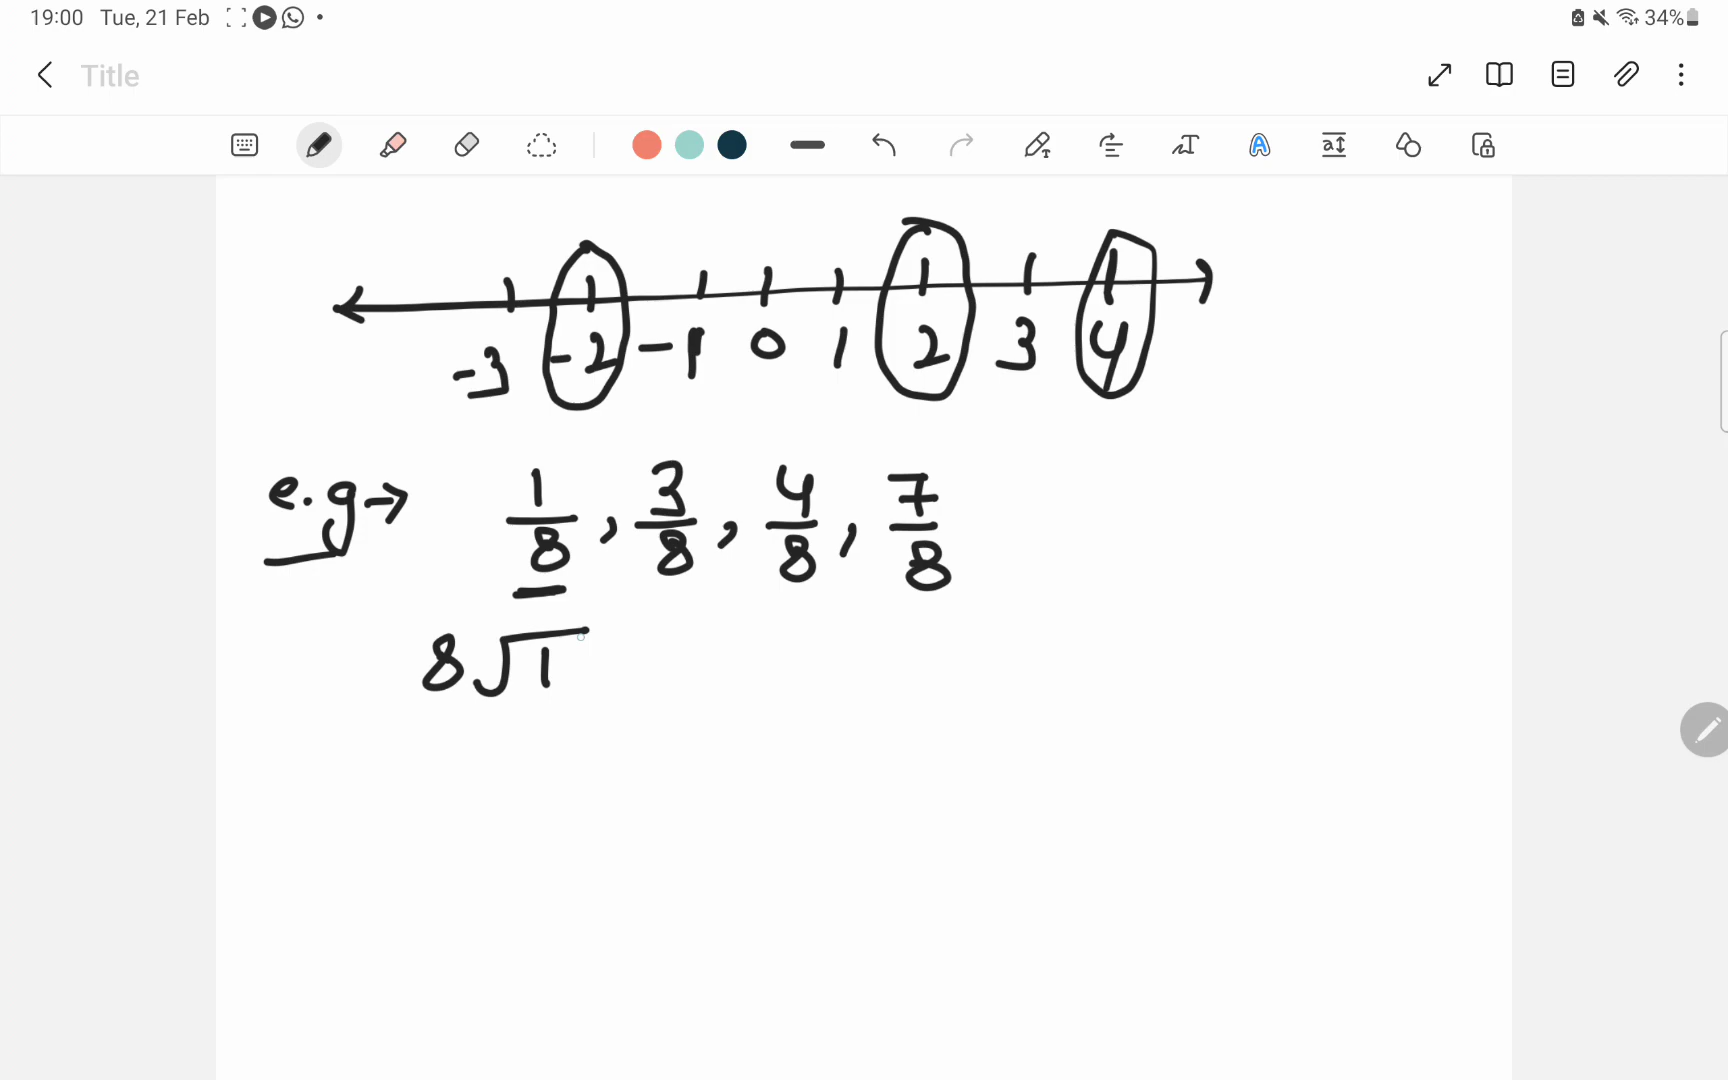 19:00 Tue, 21 Feb 34%
Title
-3 -2 -1 0 1 2 3 4
e.g→ 1/8, 3/8, 4/8, 7/8
8√1